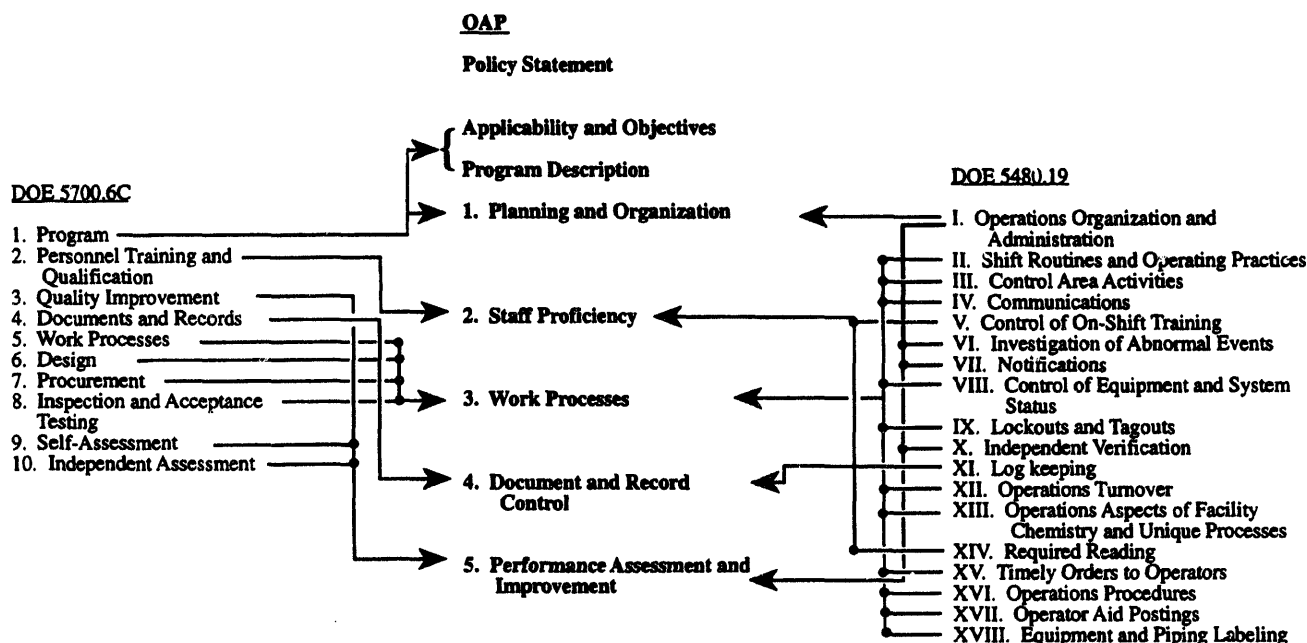 OAP
Policy Statement
Applicability and Objectives
Program Description
1. Planning and Organization
2. Staff Proficiency
3. Work Processes
4. Document and Record
Control
5. Performance Assessment and
Improvement
DOE 5700.6C
1. Program
2. Personnel Training and
Qualification
3. Quality Improvement
4. Documents and Records
5. Work Processes
6. Design
7. Procurement
8. Inspection and Acceptance
Testing
9. Self-Assessment
10. Independent Assessment
DOE 5480.19
I. Operations Organization and
Administration
II. Shift Routines and Operating Practices
III. Control Area Activities
IV. Communications
V. Control of On-Shift Training
VI. Investigation of Abnormal Events
VII. Notifications
VIII. Control of Equipment and System
Status
IX. Lockouts and Tagouts
X. Independent Verification
XI. Log keeping
XII. Operations Turnover
XIII. Operations Aspects of Facility
Chemistry and Unique Processes
XIV. Required Reading
XV. Timely Orders to Operators
XVI. Operations Procedures
XVII. Operator Aid Postings
XVIII. Equipment and Piping Labeling